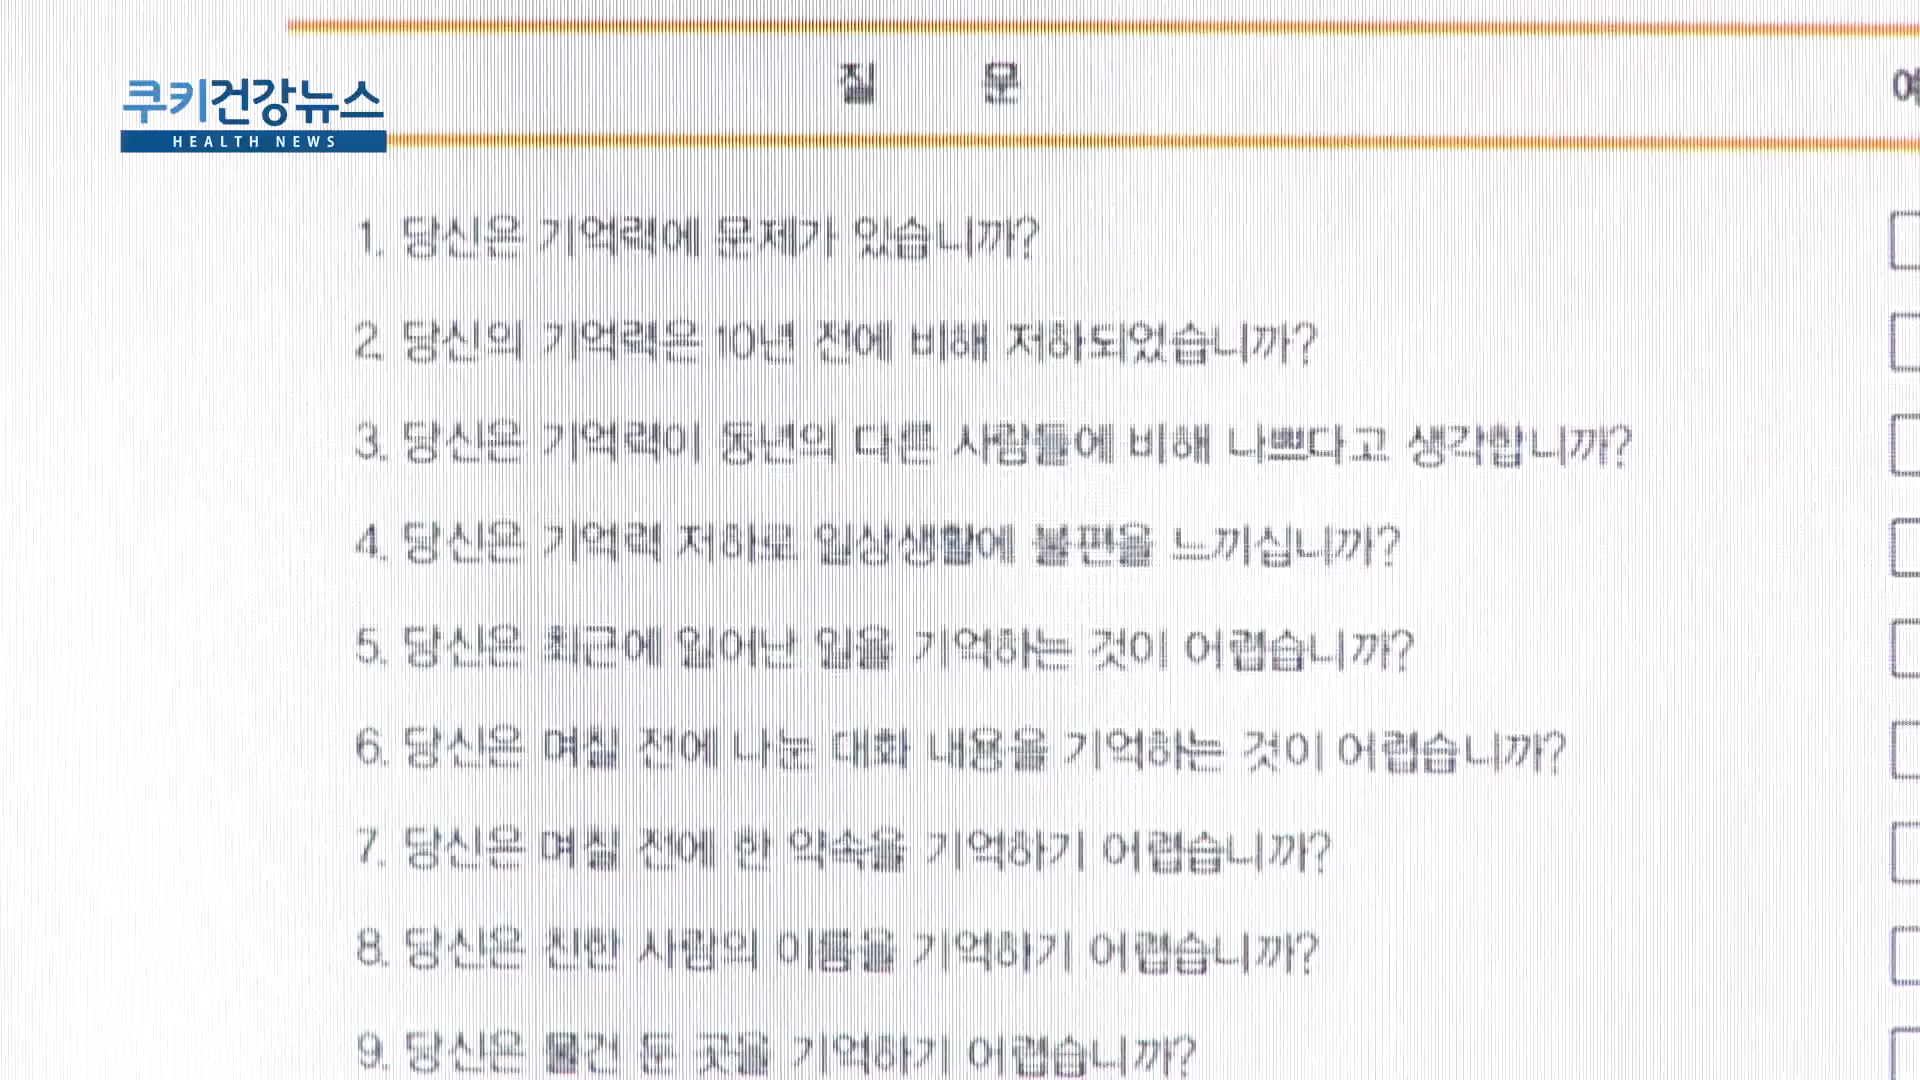 쿠키건강뉴스
HEALTH NEWS
질 문
예
1. 당신은 기억력에 문제가 있습니까?
2. 당신의 기억력은 10년 전에 비해 저하되었습니까?
3. 당신은 기억력이 동년의 다른 사람들에 비해 나쁘다고 생각합니까?
4. 당신은 기억력 저하로 일상생활에 불편을 느끼십니까?
5. 당신은 최근에 일어난 일을 기억하는 것이 어렵습니까?
6. 당신은 며칠 전에 나눈 대화 내용을 기억하는 것이 어렵습니까?
7. 당신은 며칠 전에 한 약속을 기억하기 어렵습니까?
8. 당신은 친한 사람의 이름을 기억하기 어렵습니까?
9. 당신은 물건 둔 곳을 기억하기 어렵습니까?